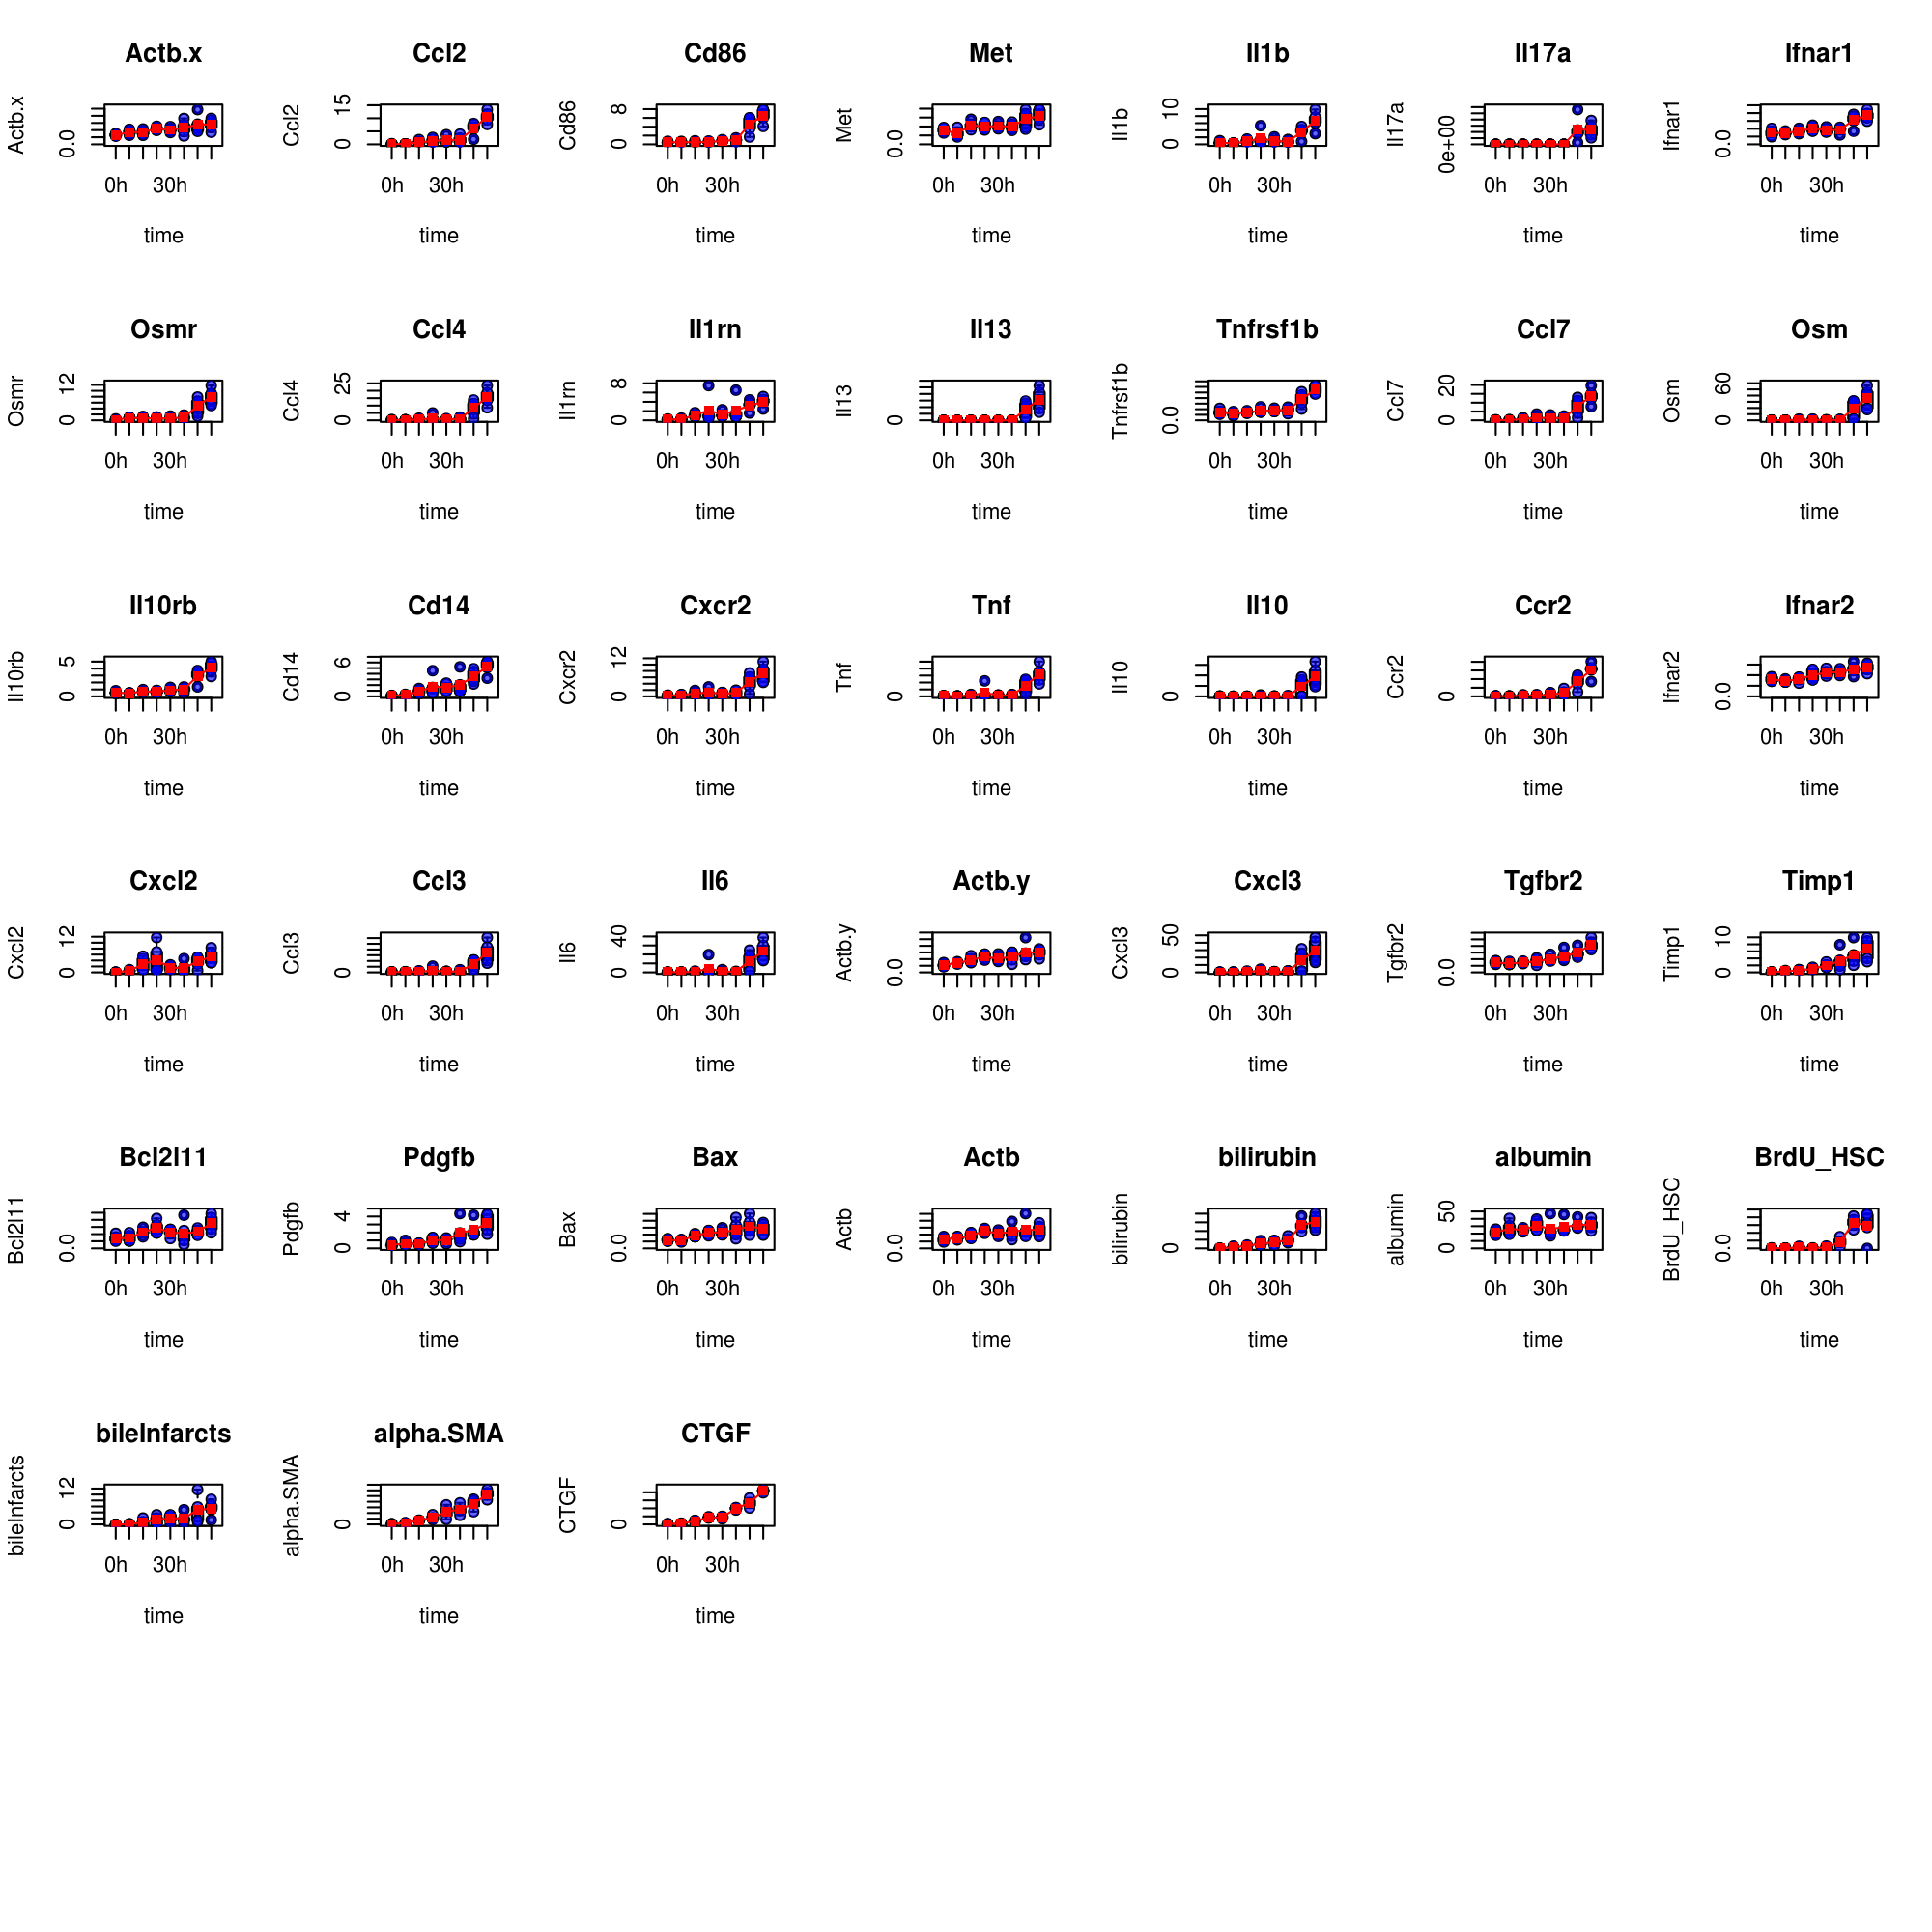 Actb.x Ccl2 Cd86 Met Il1b Il17a Ifnar1
Actb.x 0.0 Ccl2 0 15 Cd86 0 8 Met 0.0 Il1b 0 10 Il17a 0e+00 Ifnar1 0.0
0h 30h 0h 30h 0h 30h 0h 30h 0h 30h 0h 30h 0h 30h
time time time time time time time
Osmr Ccl4 Il1rn Il13 Tnfrsf1b Ccl7 Osm
Osmr 0 12 Ccl4 0 25 Il1rn 0 8 Il13 0 Tnfrsf1b 0.0 Ccl7 0 20 Osm 0 60
0h 30h 0h 30h 0h 30h 0h 30h 0h 30h 0h 30h 0h 30h
time time time time time time time
Il10rb Cd14 Cxcr2 Tnf Il10 Ccr2 Ifnar2
Il10rb 0 5 Cd14 0 6 Cxcr2 0 12 Tnf 0 Il10 0 Ccr2 0 Ifnar2 0.0
0h 30h 0h 30h 0h 30h 0h 30h 0h 30h 0h 30h 0h 30h
time time time time time time time
Cxcl2 Ccl3 Il6 Actb.y Cxcl3 Tgfbr2 Timp1
Cxcl2 0 12 Ccl3 0 Il6 0 40 Actb.y 0.0 Cxcl3 0 50 Tgfbr2 0.0 Timp1 0 10
0h 30h 0h 30h 0h 30h 0h 30h 0h 30h 0h 30h 0h 30h
time time time time time time time
Bcl2l11 Pdgfb Bax Actb bilirubin albumin BrdU_HSC
Bcl2l11 0.0 Pdgfb 0 4 Bax 0.0 Actb 0.0 bilirubin 0 albumin 0 50 BrdU_HSC 0.0
0h 30h 0h 30h 0h 30h 0h 30h 0h 30h 0h 30h 0h 30h
time time time time time time time
bileInfarcts alpha.SMA CTGF
bileInfarcts 0 12 alpha.SMA 0 CTGF 0
0h 30h 0h 30h 0h 30h
time time time